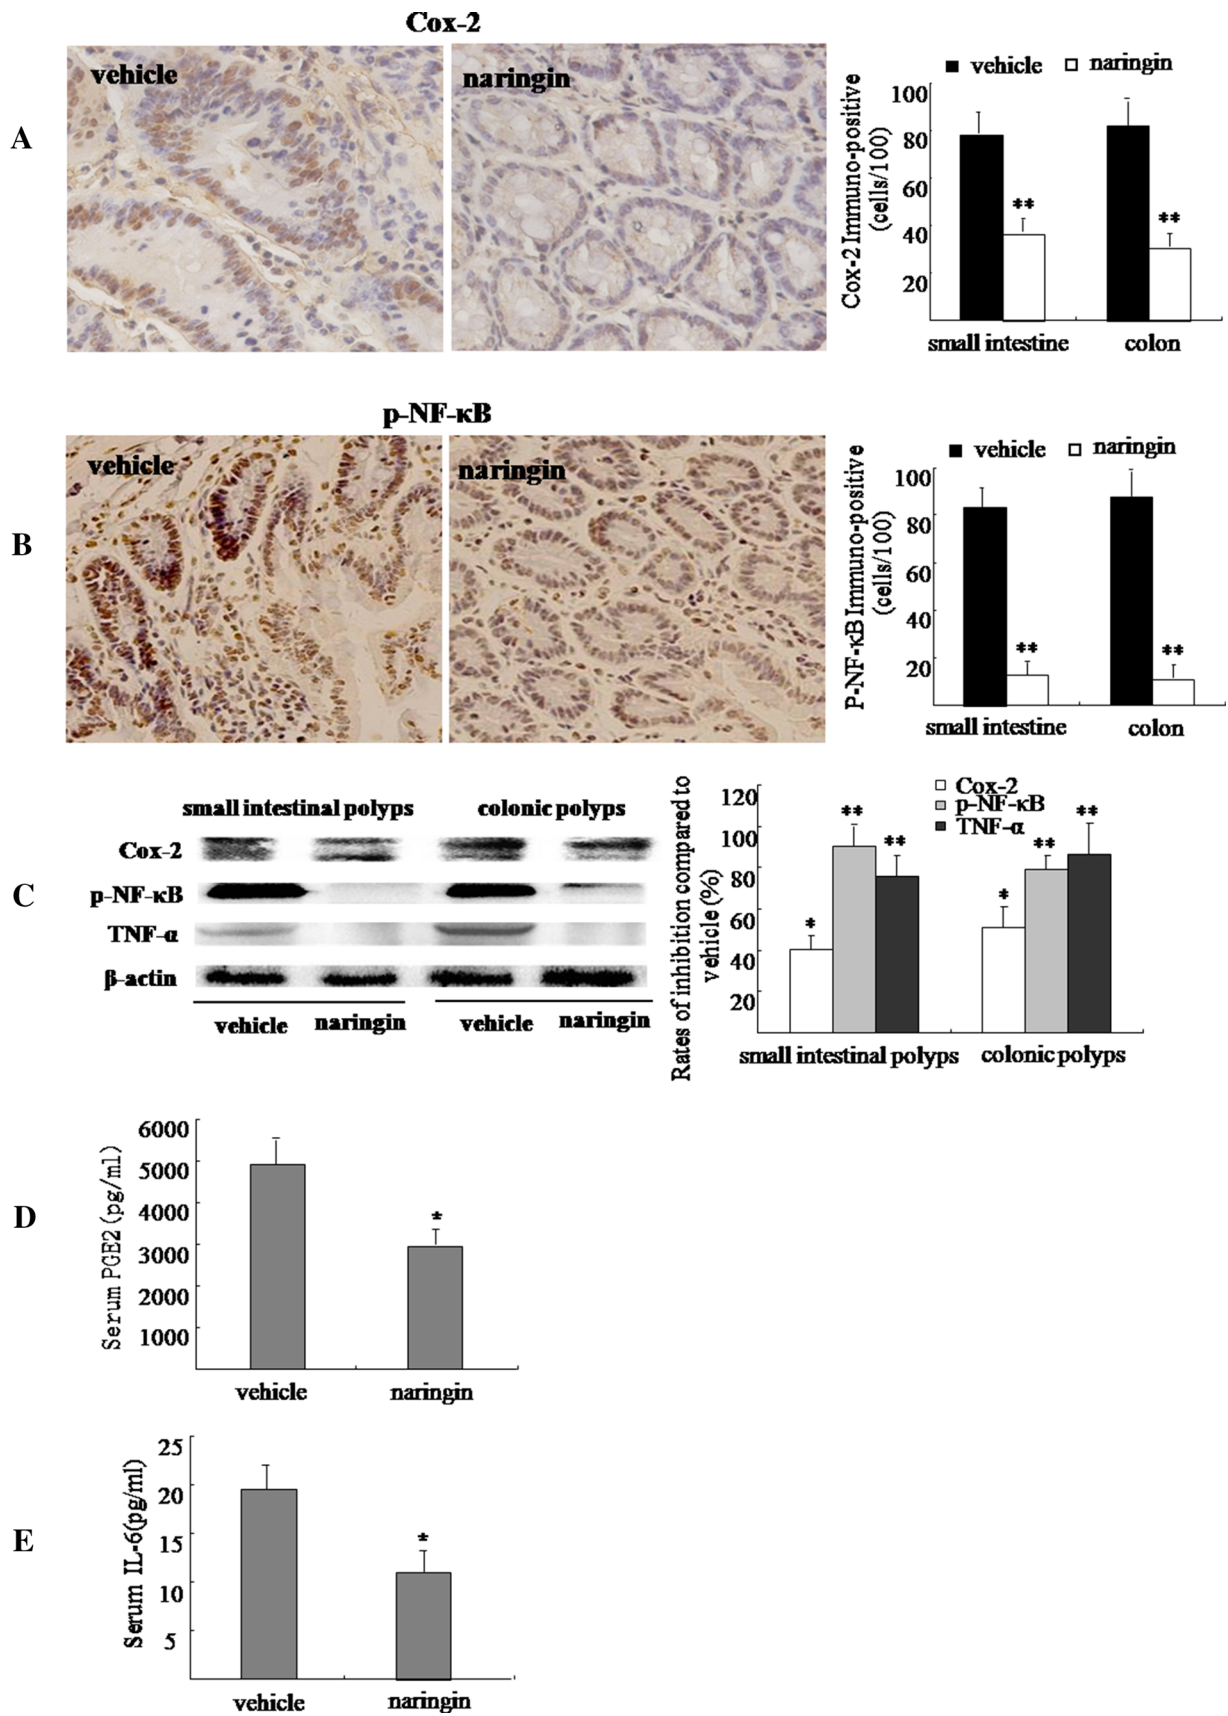 Cox-2
A
vehicle
naringin
vehicle naringin
Cox-2 Immuno-positive
(cells/100)
100
80
60
40
20
**
**
small intestine
colon
p-NF-κB
B
vehicle
naringin
vehicle naringin
P-NF-κB Immuno-positive
(cells/100)
100
80
60
40
20
**
**
small intestine
colon
C
small intestinal polyps
colonic polyps
Cox-2
p-NF-κB
TNF-α
β-actin
vehicle
naringin
vehicle
naringin
Rates of inhibition compared to
vehicle (%)
120
100
80
60
40
20
Cox-2
p-NF-κB
TNF-α
*
**
**
*
**
**
small intestinal polyps
colonic polyps
D
Serum PGE2 (pg/ml)
6000
5000
4000
3000
2000
1000
*
vehicle
naringin
E
Serum IL-6(pg/ml)
25
20
15
10
5
*
vehicle
naringin